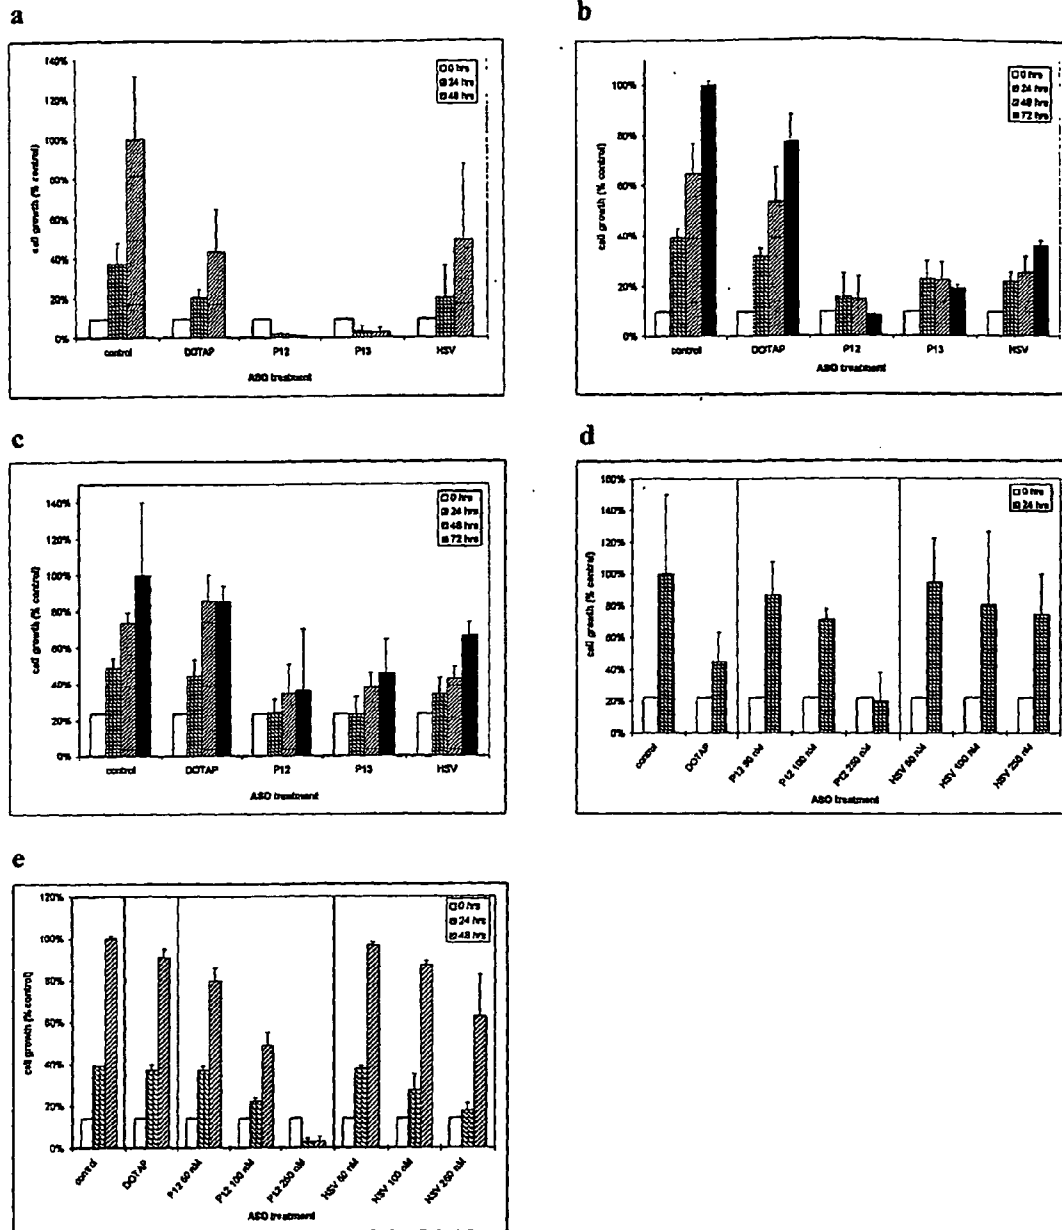 a
140%
120%
100%
80%
60%
40%
20%
0%
cell growth (% control)
0 hrs
24 hrs
48 hrs
control
DOTAP
P12
P13
HSV
ASO treatment
b
100%
80%
60%
40%
20%
0%
cell growth (% control)
0 hrs
24 hrs
48 hrs
72 hrs
control
DOTAP
P12
P13
HSV
ASO treatment
c
140%
120%
100%
80%
60%
40%
20%
0%
cell growth (% control)
0 hrs
24 hrs
48 hrs
72 hrs
control
DOTAP
P12
P13
HSV
ASO treatment
d
160%
140%
120%
100%
80%
60%
40%
20%
0%
cell growth (% control)
0 hrs
24 hrs
control
DOTAP
P12 50 nM
P12 100 nM
P12 250 nM
HSV 50 nM
HSV 100 nM
HSV 250 nM
ASO treatment
e
120%
100%
80%
60%
40%
20%
0%
cell growth (% control)
0 hrs
24 hrs
48 hrs
control
DOTAP
P12 50 nM
P12 100 nM
P12 250 nM
HSV 50 nM
HSV 100 nM
HSV 250 nM
ASO treatment